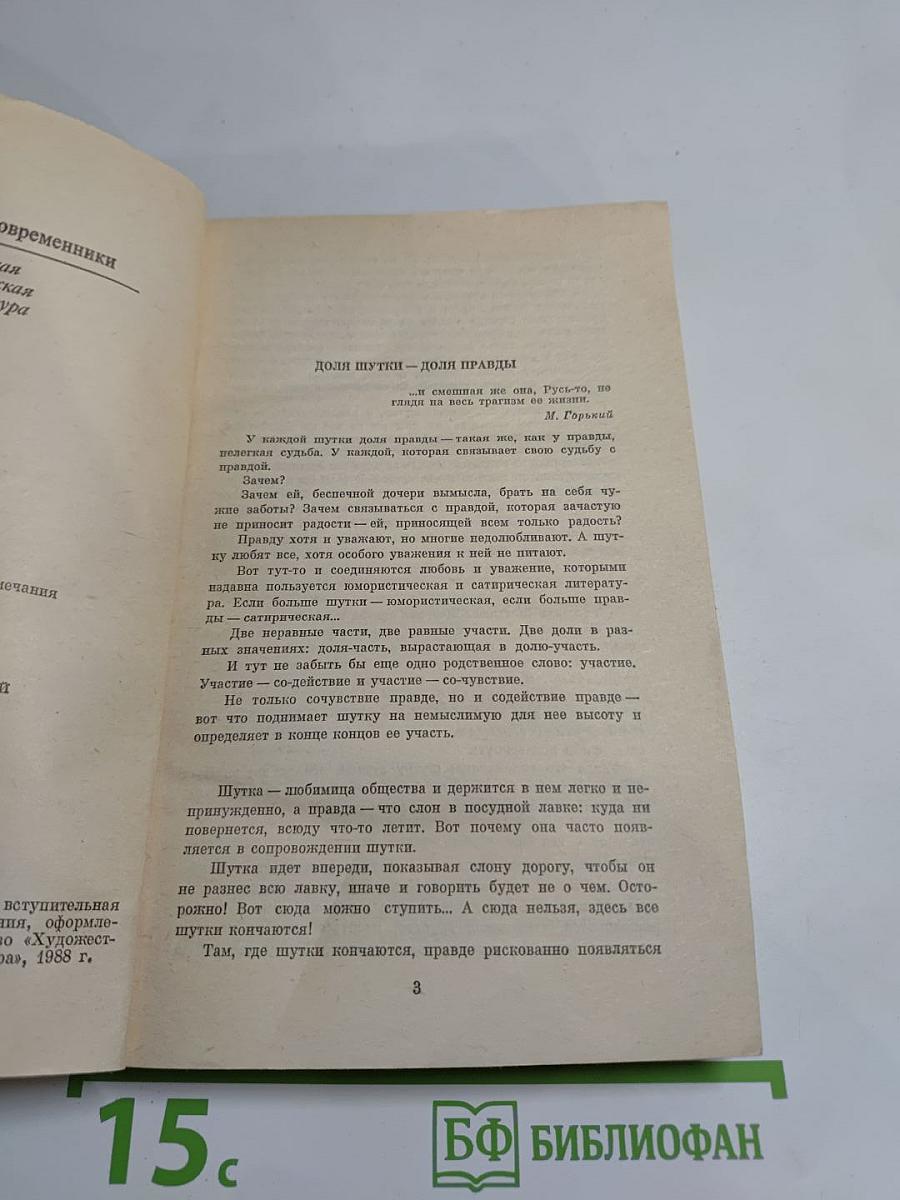 овременники
ая
ская
ура
мечания
й
вступительная
ния, оформле-
во «Художест-
ра», 1988 г.
ДОЛЯ ШУТКИ — ДОЛЯ ПРАВДЫ
...и смешная же она, Русь-то, не
глядя на весь трагизм ее жизни.
М. Горький
У каждой шутки доля правды — такая же, как у правды,
нелегкая судьба. У каждой, которая связывает свою судьбу с
правдой.
Зачем?
Зачем ей, беспечной дочери вымысла, брать на себя чу-
жие заботы? Зачем связываться с правдой, которая зачастую
не приносит радости — ей, приносящей всем только радость?
Правду хотя и уважают, но многие недолюбливают. А шут-
ку любят все, хотя особого уважения к ней не питают.
Вот тут-то и соединяются любовь и уважение, которыми
издавна пользуется юмористическая и сатирическая литерату-
ра. Если больше шутки — юмористическая, если больше прав-
ды — сатирическая...
Две неравные части, две равные участи. Две доли в раз-
ных значениях: доля-часть, вырастающая в долю-участь.
И тут не забыть бы еще одно родственное слово: участие.
Участие — со-действие и участие — со-чувствие.
Не только сочувствие правде, но и содействие правде —
вот что поднимает шутку на немыслимую для нее высоту и
определяет в конце концов ее участь.
Шутка — любимица общества и держится в нем легко и не-
принужденно, а правда — что слон в посудной лавке: куда ни
повернется, всюду что-то летит. Вот почему она часто появ-
ляется в сопровождении шутки.
Шутка идет впереди, показывая слону дорогу, чтобы он
не разнес всю лавку, иначе и говорить будет не о чем. Осто-
рожно! Вот сюда можно ступить... А сюда нельзя, здесь все
шутки кончаются!
Там, где шутки кончаются, правде рискованно появляться
3
15 с
БФ БИБЛИОФАН